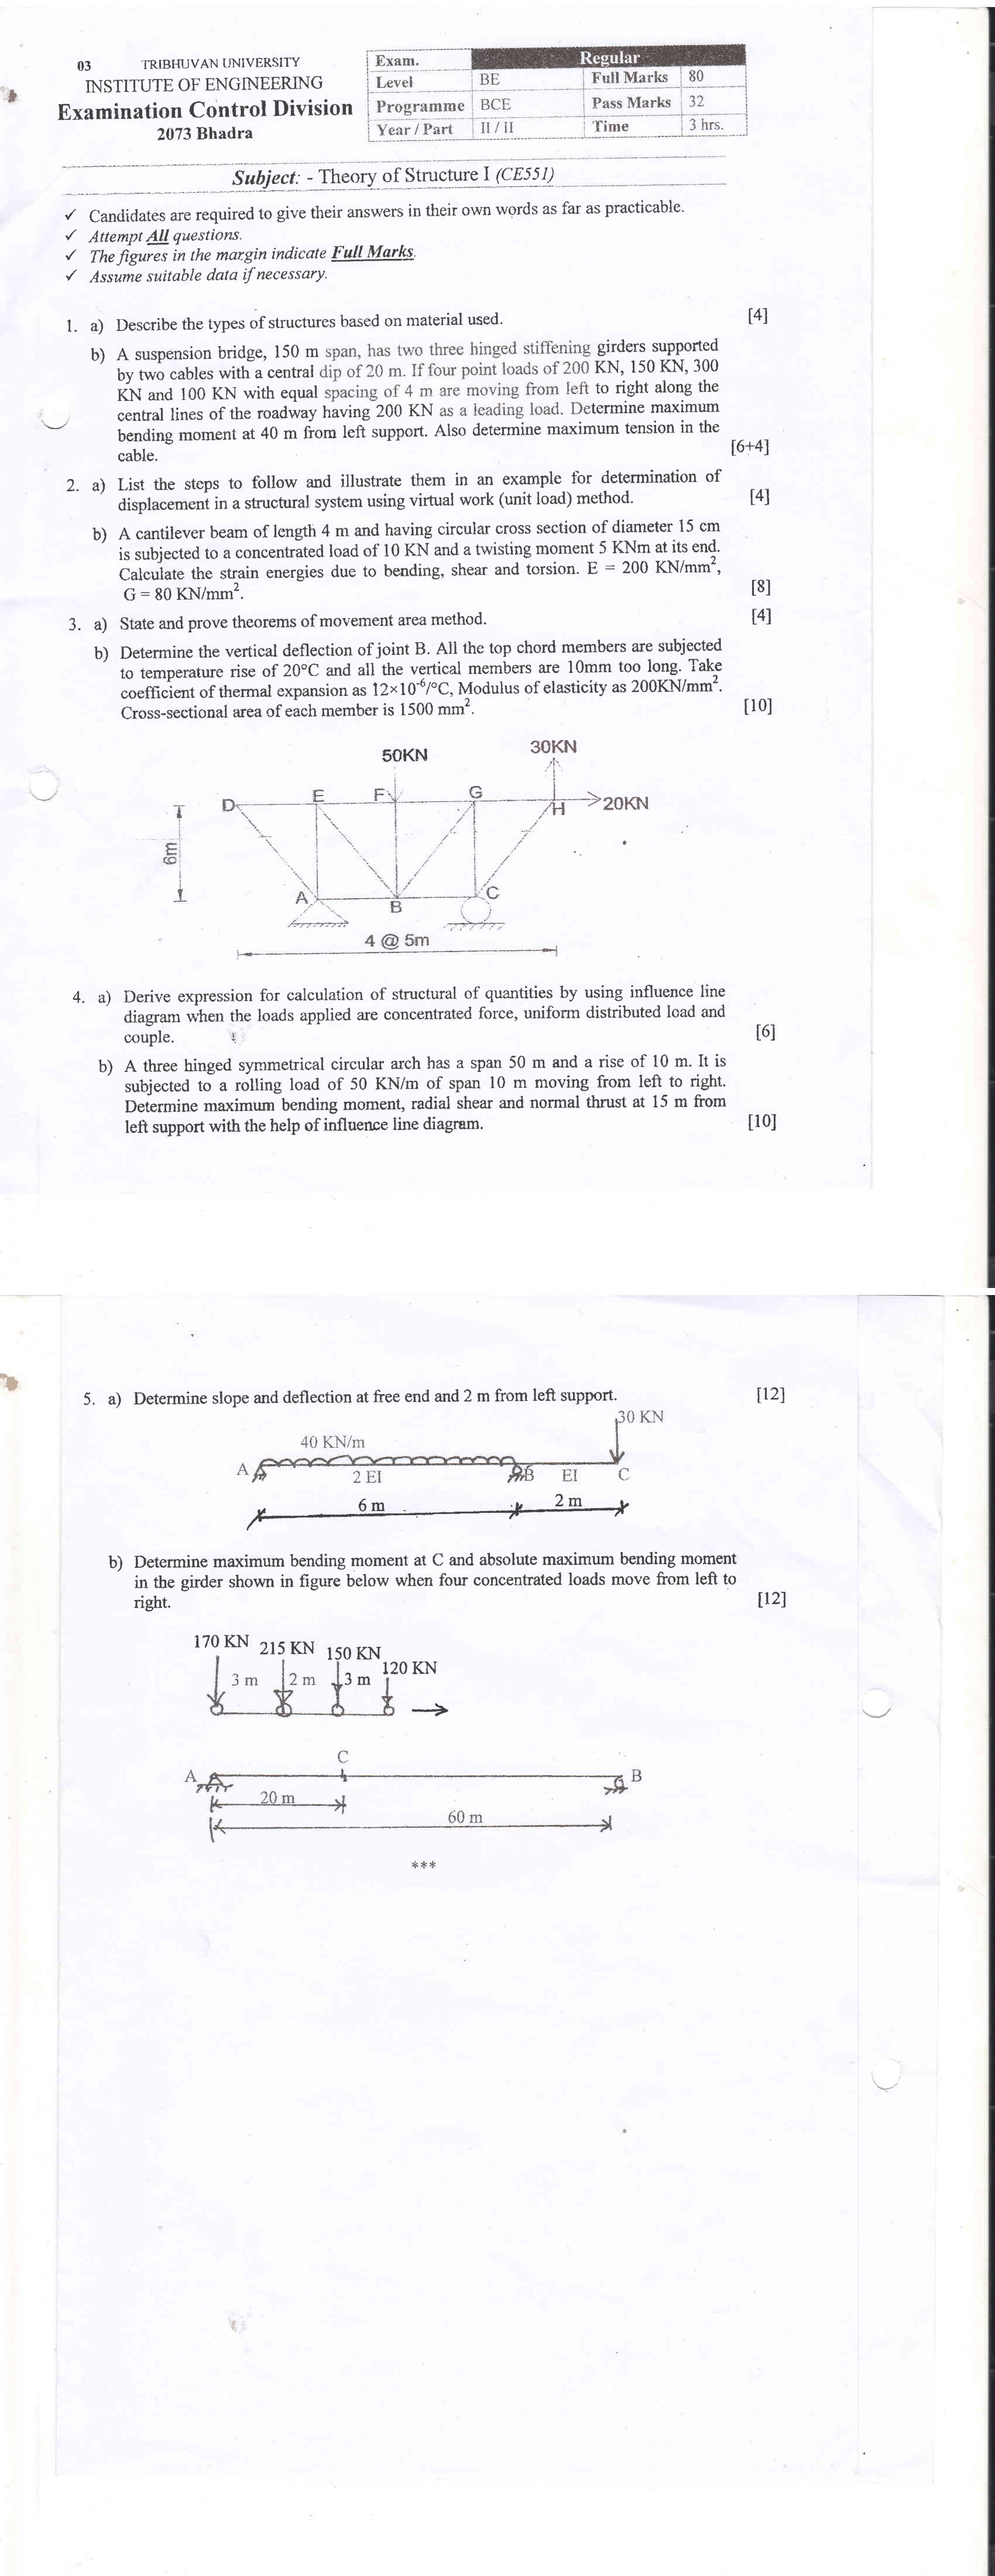 03 TRIBHUVAN UNIVERSITY
INSTITUTE OF ENGINEERING
Examination Control Division
2073 Bhadra
Exam. Regular
Level BE Full Marks 80
Programme BCE Pass Marks 32
Year / Part II / II Time 3 hrs.
Subject: - Theory of Structure I (CE551)
✓ Candidates are required to give their answers in their own words as far as practicable.
✓ Attempt All questions.
✓ The figures in the margin indicate Full Marks.
✓ Assume suitable data if necessary.
1. a) Describe the types of structures based on material used. [4]
b) A suspension bridge, 150 m span, has two three hinged stiffening girders supported
by two cables with a central dip of 20 m. If four point loads of 200 KN, 150 KN, 300
KN and 100 KN with equal spacing of 4 m are moving from left to right along the
central lines of the roadway having 200 KN as a leading load. Determine maximum
bending moment at 40 m from left support. Also determine maximum tension in the
cable. [6+4]
2. a) List the steps to follow and illustrate them in an example for determination of
displacement in a structural system using virtual work (unit load) method. [4]
b) A cantilever beam of length 4 m and having circular cross section of diameter 15 cm
is subjected to a concentrated load of 10 KN and a twisting moment 5 KNm at its end.
Calculate the strain energies due to bending, shear and torsion. E = 200 KN/mm²,
G = 80 KN/mm². [8]
3. a) State and prove theorems of movement area method. [4]
b) Determine the vertical deflection of joint B. All the top chord members are subjected
to temperature rise of 20°C and all the vertical members are 10mm too long. Take
coefficient of thermal expansion as 12×10⁻⁶/°C, Modulus of elasticity as 200KN/mm².
Cross-sectional area of each member is 1500 mm². [10]
50KN 30KN
D E F G H 20KN
6m
A B C
4 @ 5m
4. a) Derive expression for calculation of structural of quantities by using influence line
diagram when the loads applied are concentrated force, uniform distributed load and
couple. [6]
b) A three hinged symmetrical circular arch has a span 50 m and a rise of 10 m. It is
subjected to a rolling load of 50 KN/m of span 10 m moving from left to right.
Determine maximum bending moment, radial shear and normal thrust at 15 m from
left support with the help of influence line diagram. [10]
5. a) Determine slope and deflection at free end and 2 m from left support. [12]
30 KN
40 KN/m
A 2 EI B EI C
6 m 2 m
b) Determine maximum bending moment at C and absolute maximum bending moment
in the girder shown in figure below when four concentrated loads move from left to
right. [12]
170 KN 215 KN 150 KN 120 KN
3 m 2 m 3 m
C
A B
20 m
60 m
***